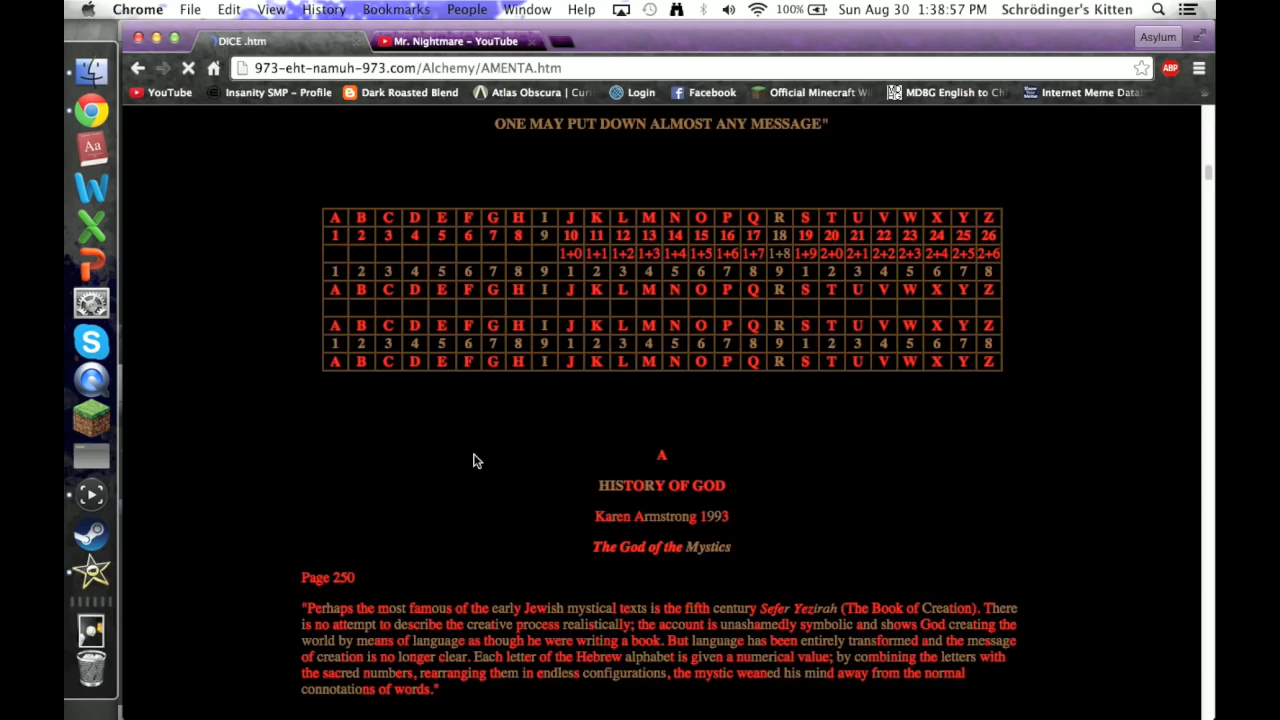 Chrome File Edit View History Bookmarks People Window Help 100% Sun Aug 30 1:38:57 PM Schrödinger's Kitten
DICE .htm Mr. Nightmare - YouTube Asylum
973-eht-namuh-973.com/Alchemy/AMENTA.htm ABP
YouTube Insanity SMP - Profile Dark Roasted Blend Atlas Obscura | Cur Login Facebook Official Minecraft Wi MDBG English to Ch Internet Meme Data
ONE MAY PUT DOWN ALMOST ANY MESSAGE"
A B C D E F G H I J K L M N O P Q R S T U V W X Y Z
1 2 3 4 5 6 7 8 9 10 11 12 13 14 15 16 17 18 19 20 21 22 23 24 25 26
1+0 1+1 1+2 1+3 1+4 1+5 1+6 1+7 1+8 1+9 2+0 2+1 2+2 2+3 2+4 2+5 2+6
1 2 3 4 5 6 7 8 9 1 2 3 4 5 6 7 8 9 1 2 3 4 5 6 7 8
A B C D E F G H I J K L M N O P Q R S T U V W X Y Z
A B C D E F G H I J K L M N O P Q R S T U V W X Y Z
1 2 3 4 5 6 7 8 9 1 2 3 4 5 6 7 8 9 1 2 3 4 5 6 7 8
A B C D E F G H I J K L M N O P Q R S T U V W X Y Z
A
HISTORY OF GOD
Karen Armstrong 1993
The God of the Mystics
Page 250
"Perhaps the most famous of the early Jewish mystical texts is the fifth century Sefer Yezirah (The Book of Creation). There
is no attempt to describe the creative process realistically; the account is unashamedly symbolic and shows God creating the
world by means of language as though he were writing a book. But language has been entirely transformed and the message
of creation is no longer clear. Each letter of the Hebrew alphabet is given a numerical value; by combining the letters with
the sacred numbers, rearranging them in endless configurations, the mystic weaned his mind away from the normal
connotations of words."